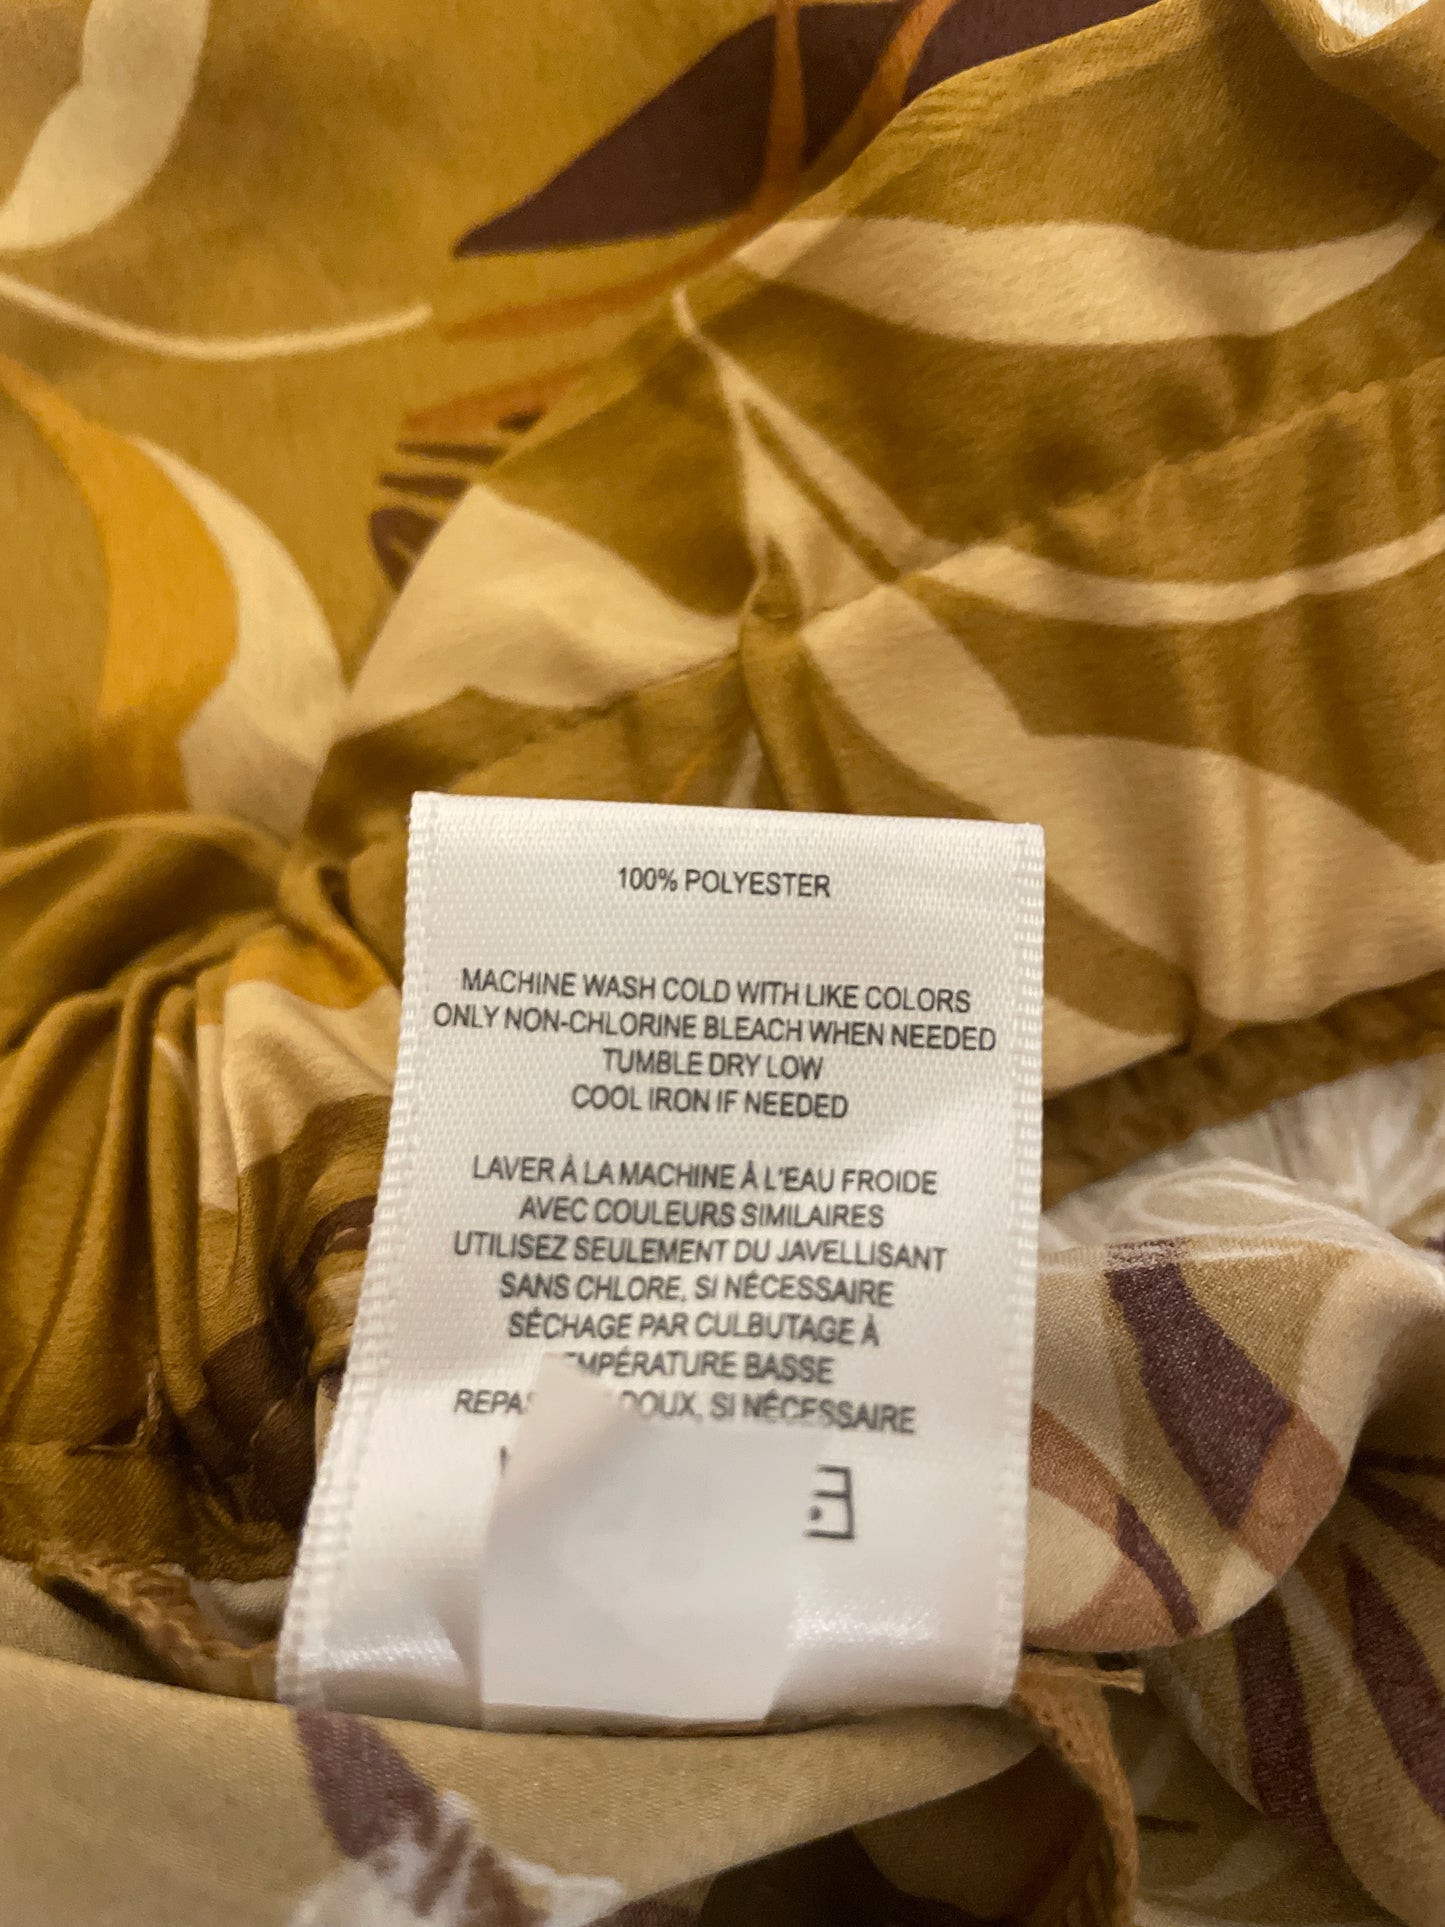 100% POLYESTER
MACHINE WASH COLD WITH LIKE COLORS
ONLY NON-CHLORINE BLEACH WHEN NEEDED
TUMBLE DRY LOW
COOL IRON IF NEEDED
LAVER À LA MACHINE À L'EAU FROIDE
AVEC COULEURS SIMILAIRES
UTILISEZ SEULEMENT DU JAVELLISANT
SANS CHLORE, SI NÉCESSAIRE
SÉCHAGE PAR CULBUTAGE À
BASSE
DOUX, SI NÉCESSAIRE